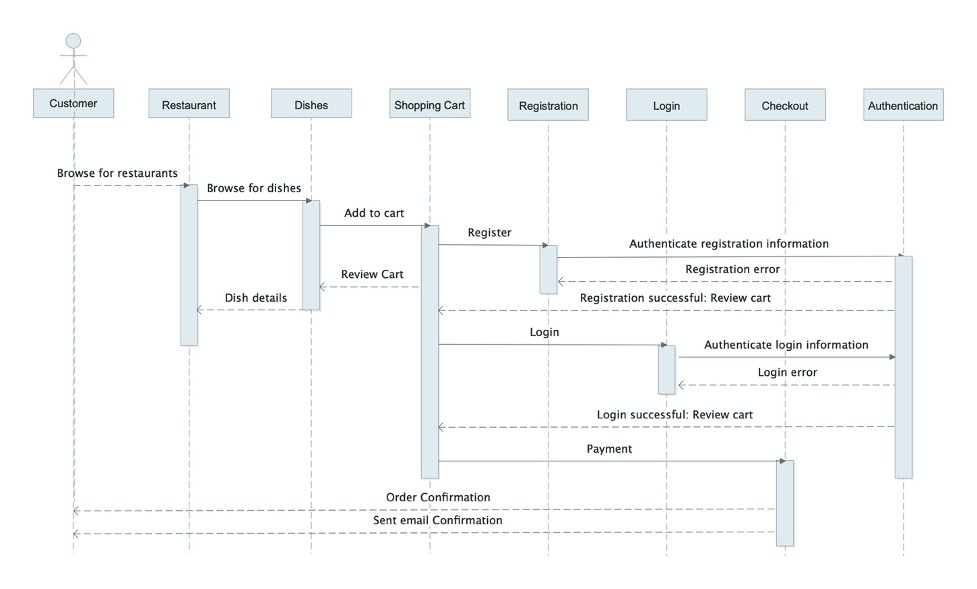 Customer
Restaurant
Dishes
Shopping Cart
Registration
Login
Checkout
Authentication
Browse for restaurants
Browse for dishes
Add to cart
Register
Authenticate registration information
Registration error
Review Cart
Dish details
Registration successful: Review cart
Login
Authenticate login information
Login error
Login successful: Review cart
Payment
Order Confirmation
Sent email Confirmation